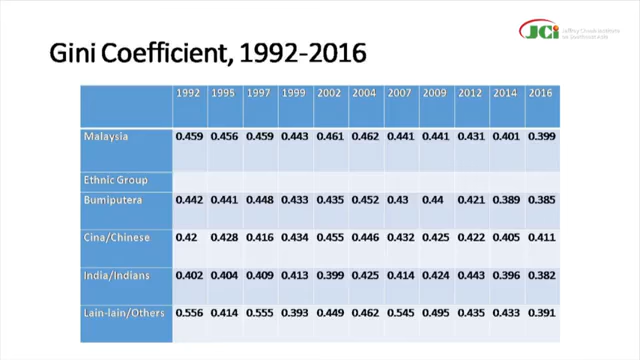 JCi Jeffrey Cheah Institute
on Southeast Asia
Gini Coefficient, 1992-2016
1992 1995 1997 1999 2002 2004 2007 2009 2012 2014 2016
Malaysia 0.459 0.456 0.459 0.443 0.461 0.462 0.441 0.441 0.431 0.401 0.399
Ethnic Group
Bumiputera 0.442 0.441 0.448 0.433 0.435 0.452 0.43 0.44 0.421 0.389 0.385
Cina/Chinese 0.42 0.428 0.416 0.434 0.455 0.446 0.432 0.425 0.422 0.405 0.411
India/Indians 0.402 0.404 0.409 0.413 0.399 0.425 0.414 0.424 0.443 0.396 0.382
Lain-lain/Others 0.556 0.414 0.555 0.393 0.449 0.462 0.545 0.495 0.435 0.433 0.391